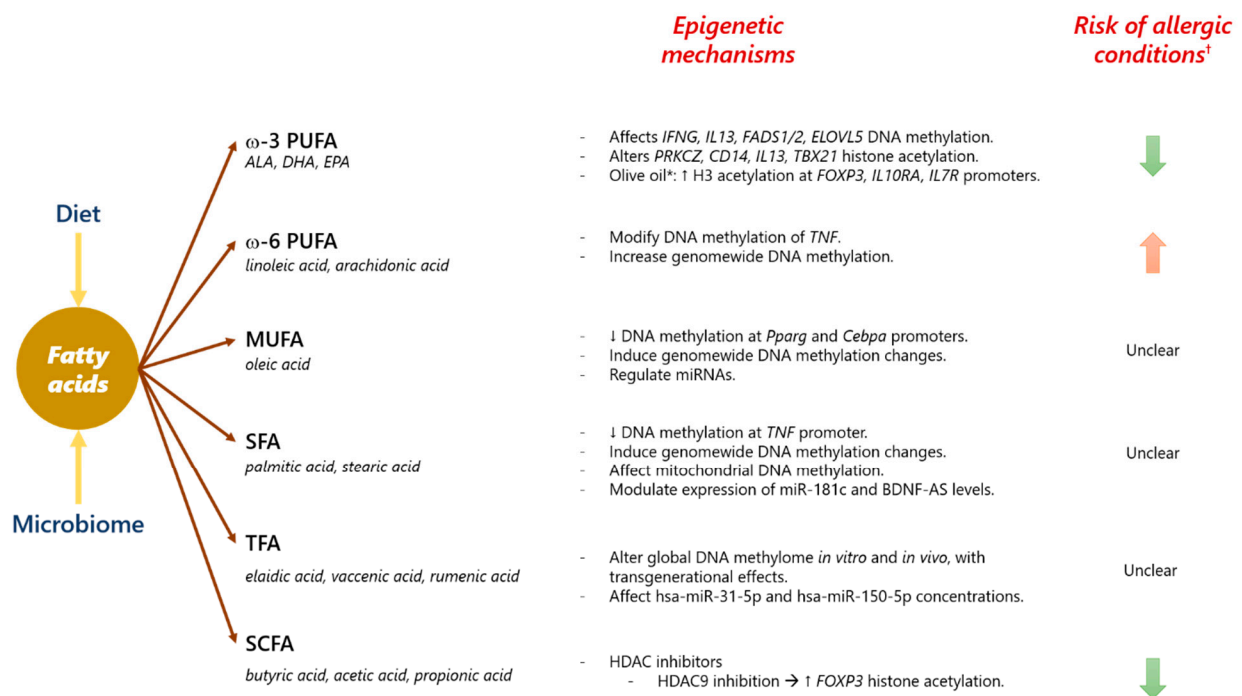 Epigenetic
mechanisms
Risk of allergic
conditions†
Diet
Fatty
acids
Microbiome
ω-3 PUFA
ALA, DHA, EPA
- Affects IFNG, IL13, FADS1/2, ELOVL5 DNA methylation.
- Alters PRKCZ, CD14, IL13, TBX21 histone acetylation.
- Olive oil*: ↑ H3 acetylation at FOXP3, IL10RA, IL7R promoters.
ω-6 PUFA
linoleic acid, arachidonic acid
- Modify DNA methylation of TNF.
- Increase genomewide DNA methylation.
MUFA
oleic acid
- ↓ DNA methylation at Pparg and Cebpa promoters.
- Induce genomewide DNA methylation changes.
- Regulate miRNAs.
Unclear
SFA
palmitic acid, stearic acid
- ↓ DNA methylation at TNF promoter.
- Induce genomewide DNA methylation changes.
- Affect mitochondrial DNA methylation.
- Modulate expression of miR-181c and BDNF-AS levels.
Unclear
TFA
elaidic acid, vaccenic acid, rumenic acid
- Alter global DNA methylome in vitro and in vivo, with
transgenerational effects.
- Affect hsa-miR-31-5p and hsa-miR-150-5p concentrations.
Unclear
SCFA
butyric acid, acetic acid, propionic acid
- HDAC inhibitors
- HDAC9 inhibition → ↑ FOXP3 histone acetylation.